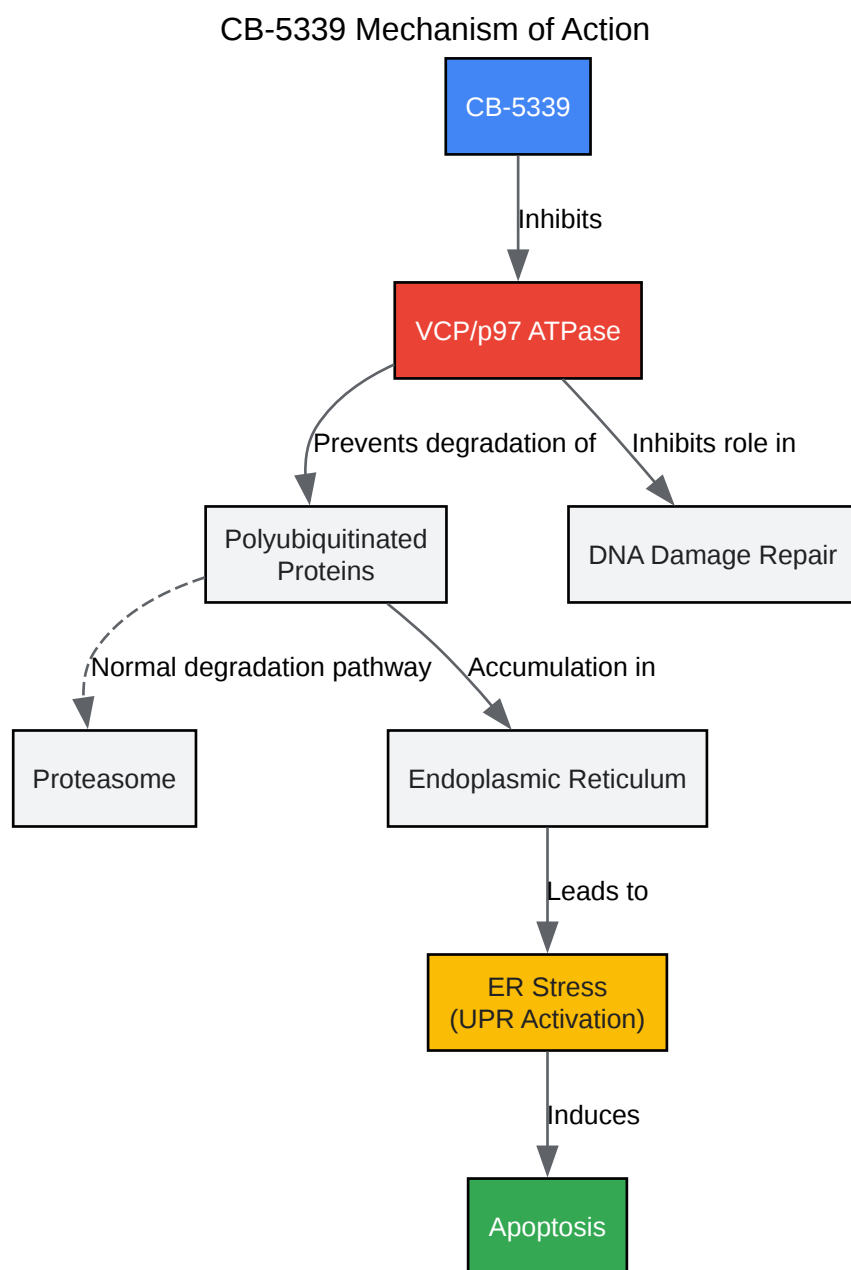 CB-5339 Mechanism of Action
CB-5339
Inhibits
VCP/p97 ATPase
Prevents degradation of
Inhibits role in
Polyubiquitinated
Proteins
DNA Damage Repair
Normal degradation pathway
Accumulation in
Proteasome
Endoplasmic Reticulum
Leads to
ER Stress
(UPR Activation)
Induces
Apoptosis